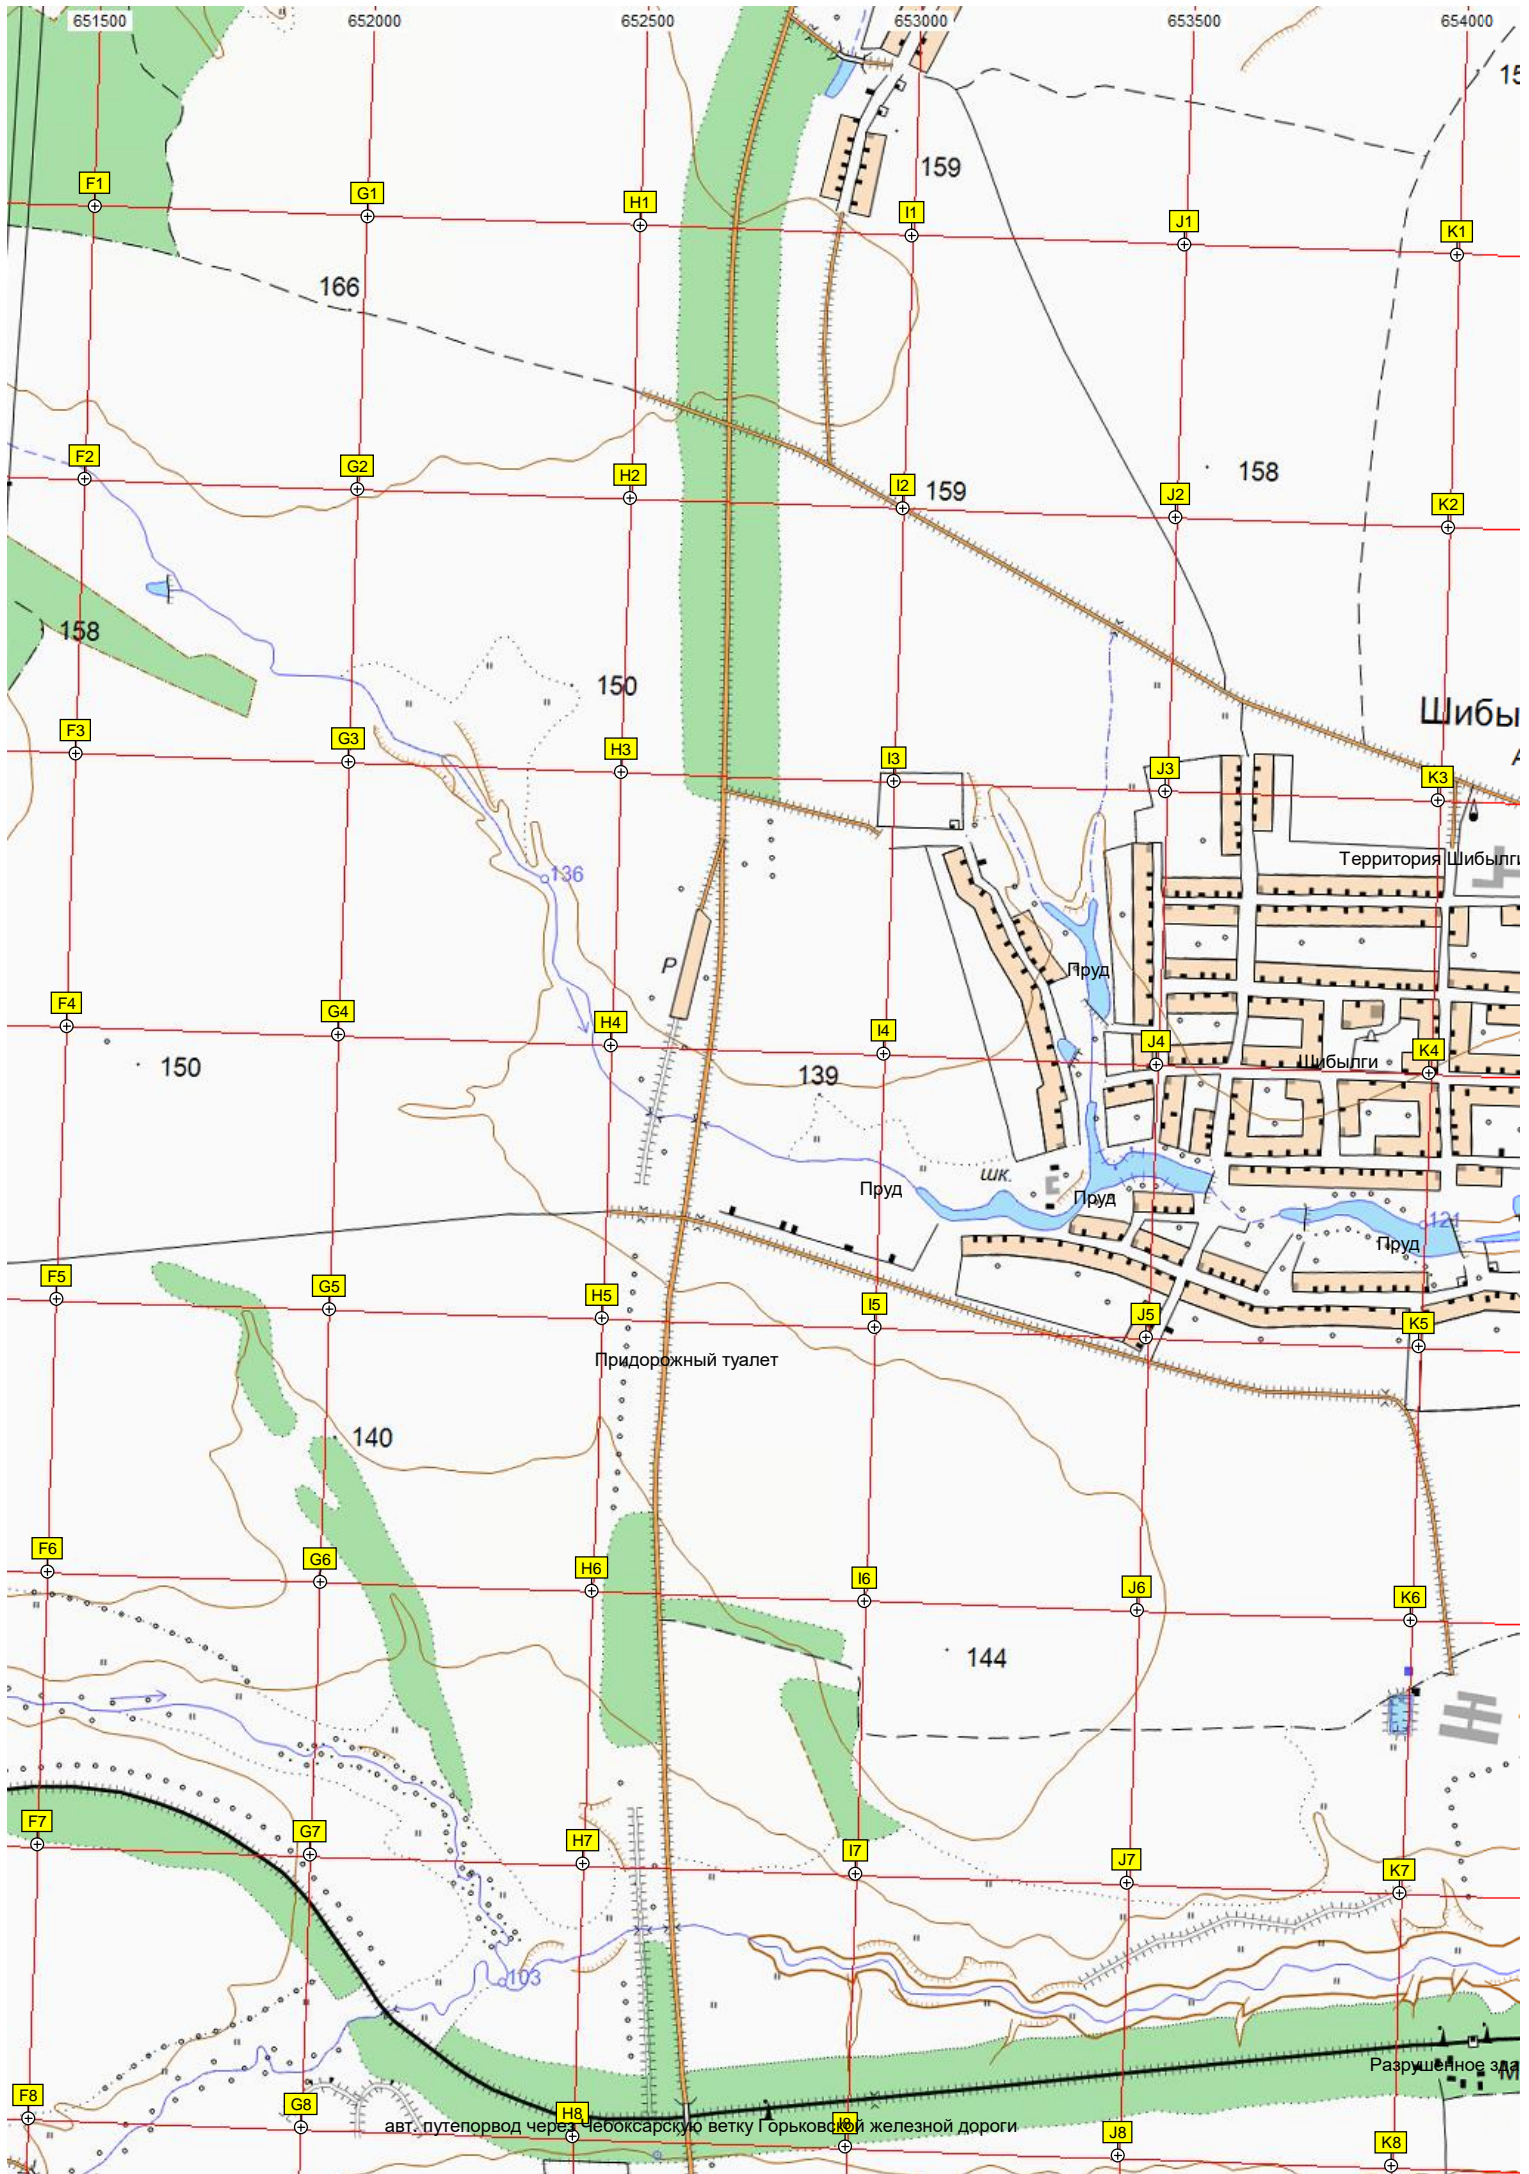 651500 652000 652500 653000 653500 654000
15
159
F1 G1 H1 I1 J1 K1
166
F2 G2 H2 I2 J2 K2
159
158
158
150
Шибы
F3 G3 H3 I3 J3 K3
А
Территория Шибылги
136
Р
Пруд
F4 G4 H4 I4 J4 K4
150
139
Шибылги
шк.
Пруд
Пруд
121
Пруд
F5 G5 H5 I5 J5 K5
Придорожный туалет
140
F6 G6 H6 I6 J6 K6
144
F7 G7 H7 I7 J7 K7
103
Разрушенное зда
М
F8 G8 H8 I8 J8 K8
авт. путепорвод через Чебоксарскую ветку Горьковской железной дороги